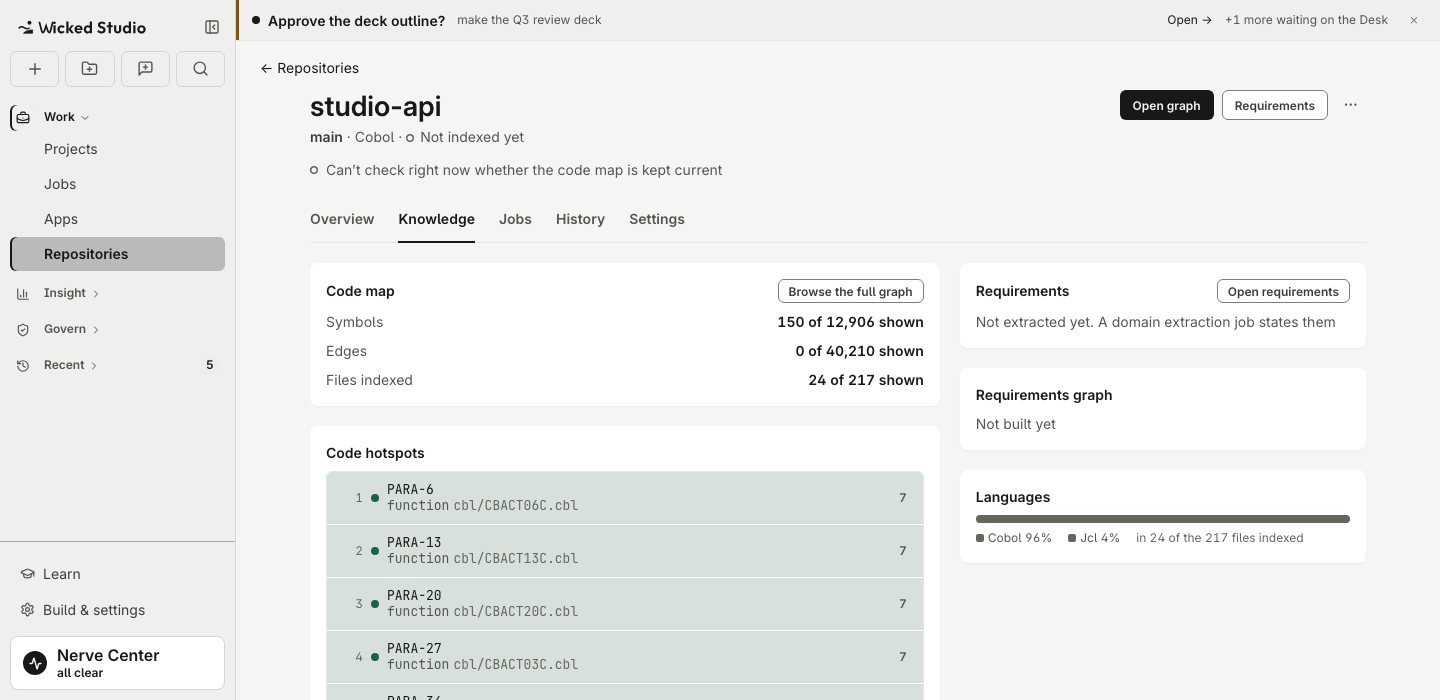 Wicked Studio
Approve the deck outline? make the Q3 review deck Open → +1 more waiting on the Desk ×
Work
Projects
Jobs
Apps
Repositories
Insight
Govern
Recent 5
Learn
Build & settings
Nerve Center
all clear
← Repositories
studio-api
Open graph Requirements ...
main · Cobol · Not indexed yet
Can’t check right now whether the code map is kept current
Overview Knowledge Jobs History Settings
Code map Browse the full graph
Symbols 150 of 12,906 shown
Edges 0 of 40,210 shown
Files indexed 24 of 217 shown
Code hotspots
1 PARA-6 7
function cbl/CBACT06C.cbl
2 PARA-13 7
function cbl/CBACT13C.cbl
3 PARA-20 7
function cbl/CBACT20C.cbl
4 PARA-27 7
function cbl/CBACT03C.cbl
Requirements Open requirements
Not extracted yet. A domain extraction job states them
Requirements graph
Not built yet
Languages
Cobol 96% Jcl 4% in 24 of the 217 files indexed